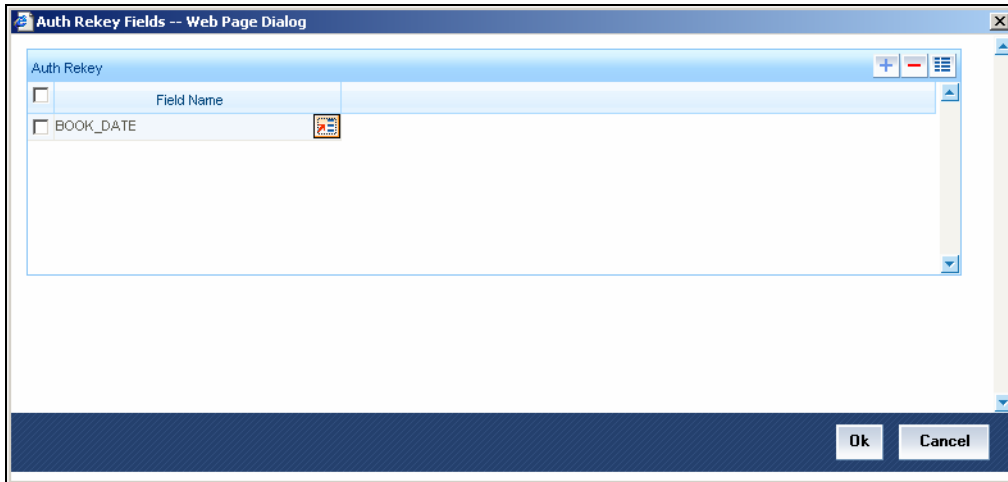 Auth Rekey Fields -- Web Page Dialog
Auth Rekey
Field Name
BOOK_DATE
Ok Cancel